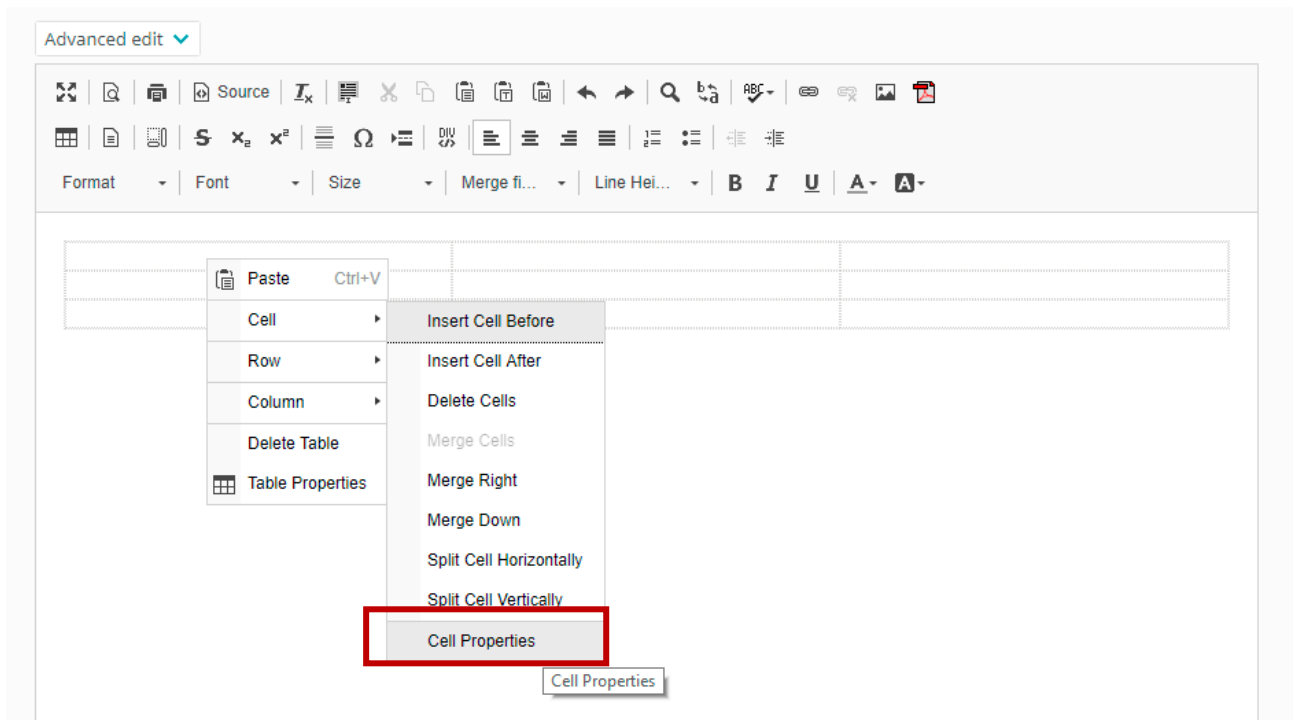 Advanced edit
Source
Format Font Size Merge fi... Line Hei... B I U A A
Paste Ctrl+V
Cell
Row
Column
Delete Table
Table Properties
Insert Cell Before
Insert Cell After
Delete Cells
Merge Cells
Merge Right
Merge Down
Split Cell Horizontally
Split Cell Vertically
Cell Properties
Cell Properties